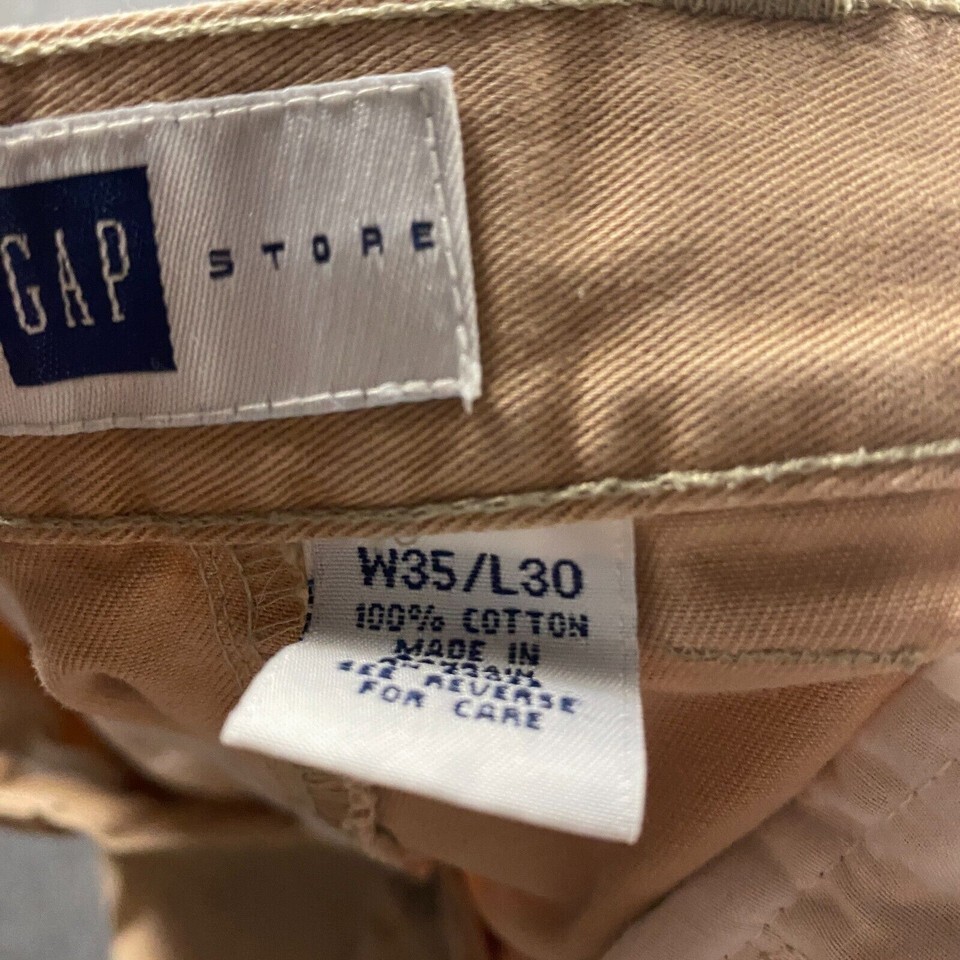 GAP STORE
W35/L30
100% COTTON
MADE IN
SEE REVERSE
FOR CARE